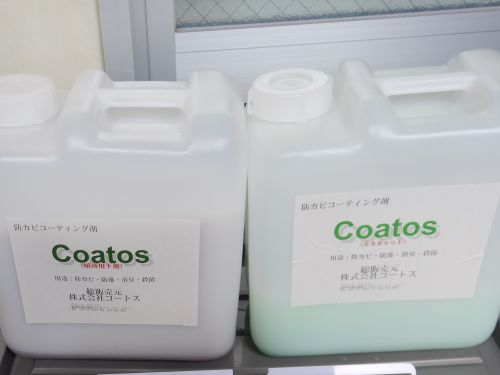 防カビコーティング剤
Coatos
用途:防カビ・防藻・消臭・殺菌
総販売元
株式会社コートス
防カビコーティング剤
Coatos
用途:防カビ・防藻・消臭・殺菌
総販売元
株式会社コートス